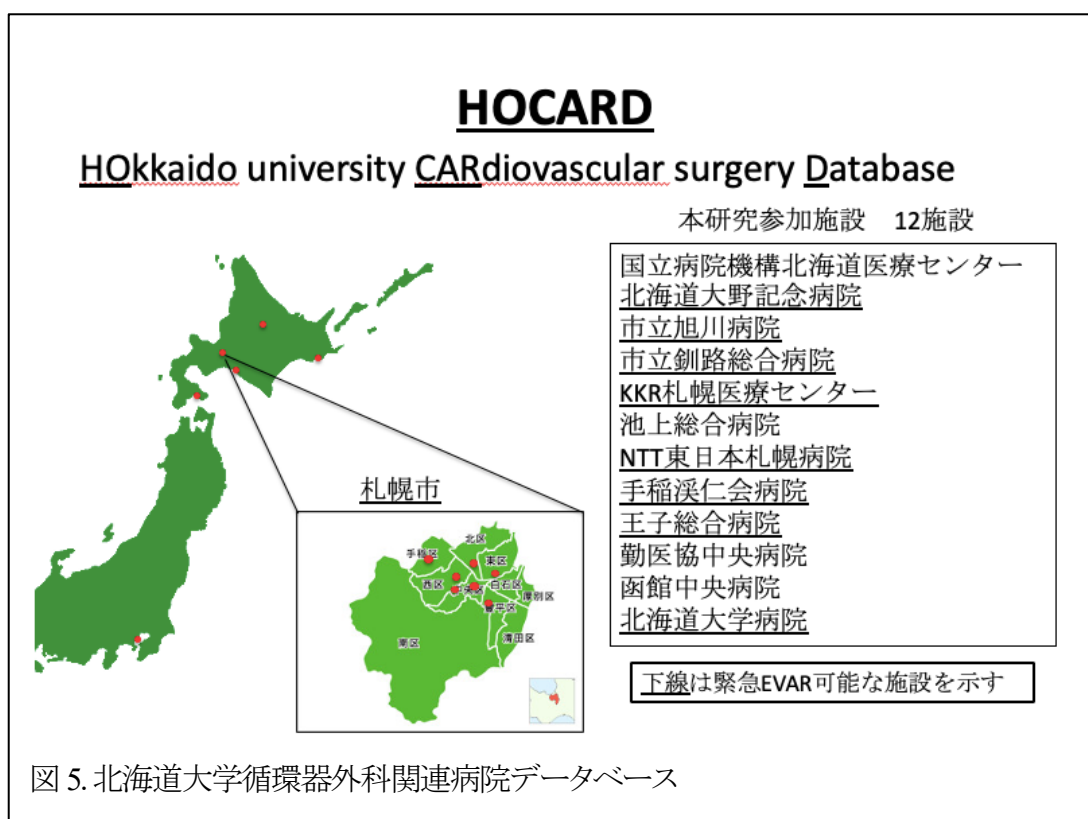 HOCARD
HOkkaido university CARdiovascular surgery Database
本研究参加施設 12施設
国立病院機構北海道医療センター
北海道大野記念病院
市立旭川病院
市立釧路総合病院
KKR札幌医療センター
池上総合病院
NTT東日本札幌病院
手稲渓仁会病院
王子総合病院
勤医協中央病院
函館中央病院
北海道大学病院
下線は緊急EVAR可能な施設を示す
札幌市
北区
手稲区
東区
西区
白石区
厚別区
豊平区
清田区
南区
図 5. 北海道大学循環器外科関連病院データベース